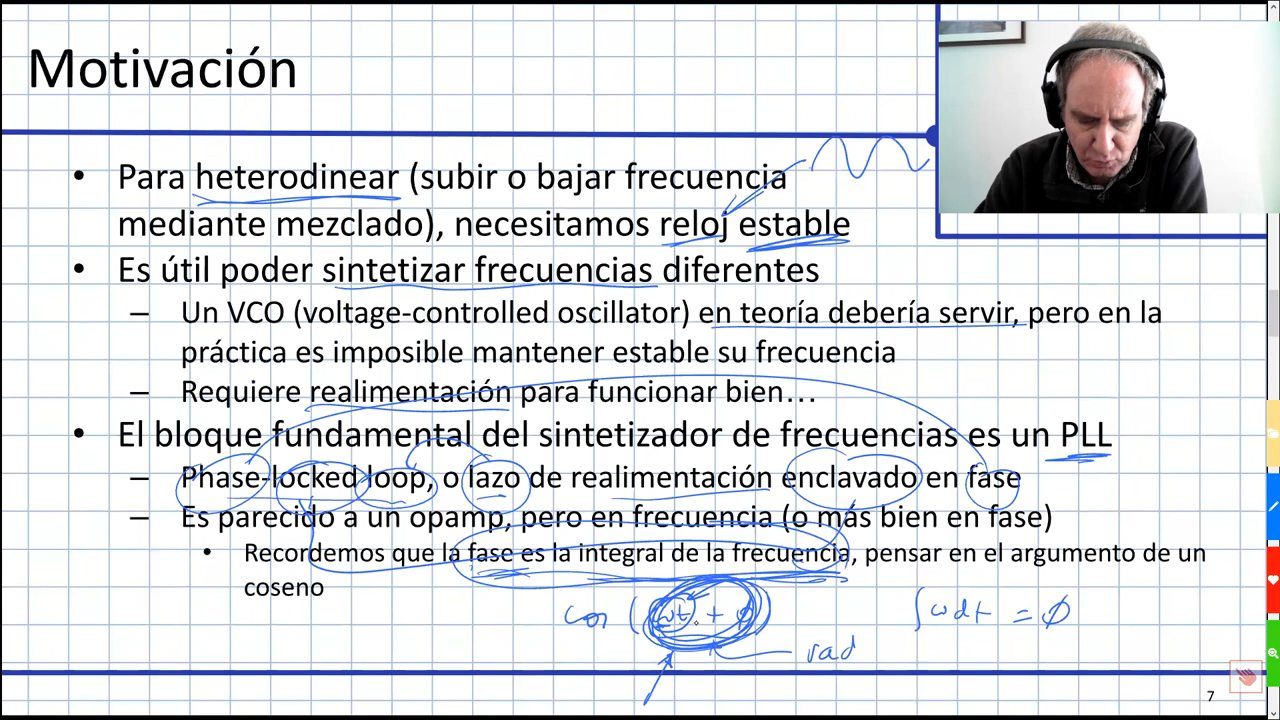 Motivación
• Para heterodinear (subir o bajar frecuencia
mediante mezclado), necesitamos reloj estable
• Es útil poder sintetizar frecuencias diferentes
– Un VCO (voltage-controlled oscillator) en teoría debería servir, pero en la
práctica es imposible mantener estable su frecuencia
– Requiere realimentación para funcionar bien…
• El bloque fundamental del sintetizador de frecuencias es un PLL
– Phase-locked loop, o lazo de realimentación enclavado en fase
– Es parecido a un opamp, pero en frecuencia (o más bien en fase)
• Recordemos que la fase es la integral de la frecuencia, pensar en el argumento de un
coseno
cos (ωt + φ) ∫ω dt = φ
rad
7